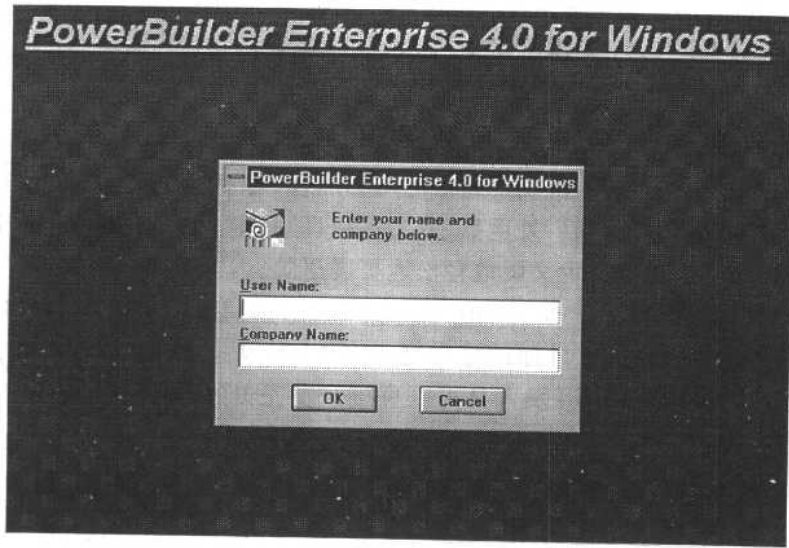 PowerBuilder Enterprise 4.0 for Windows
PowerBuilder Enterprise 4.0 for Windows
Enter your name and
company below.
User Name:
Company Name:
OK
Cancel